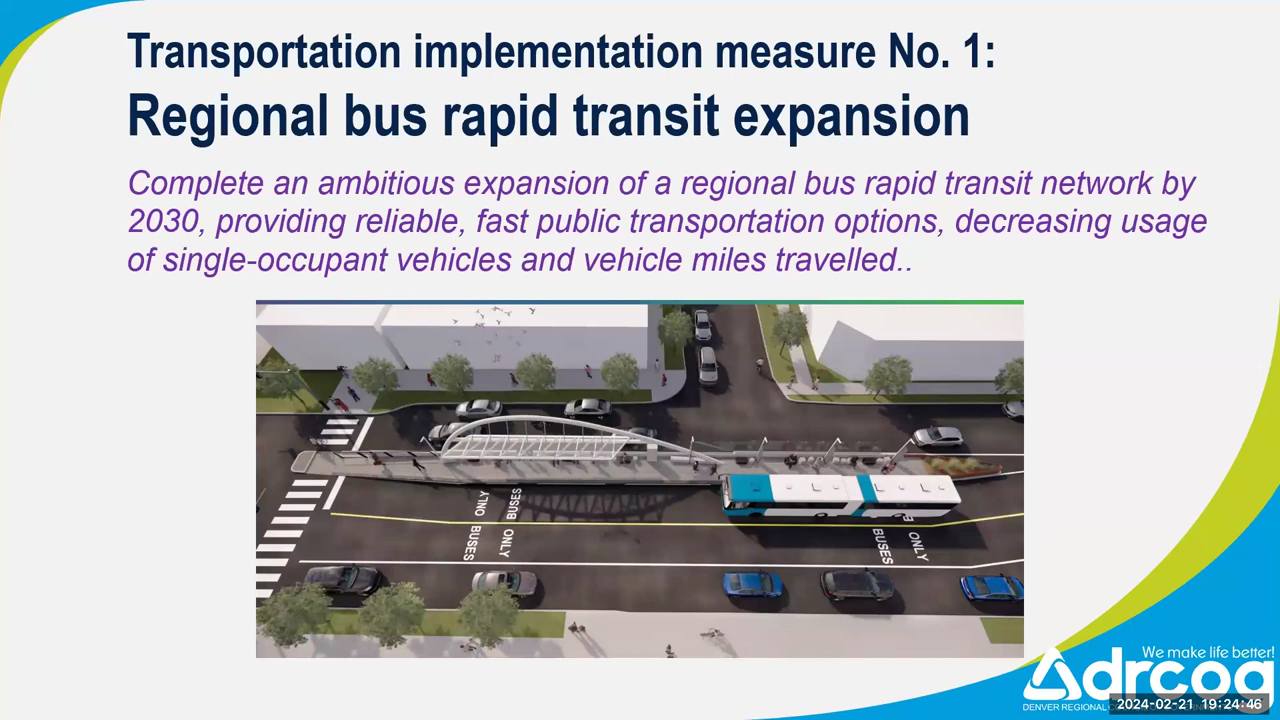 Transportation implementation measure No. 1:
Regional bus rapid transit expansion
Complete an ambitious expansion of a regional bus rapid transit network by
2030, providing reliable, fast public transportation options, decreasing usage
of single-occupant vehicles and vehicle miles travelled..
BUSES ONLY
BUSES ONLY
BUSES ONLY
We make life better!
drcog
DENVER REGIONAL
2024-02-21 19:24:46